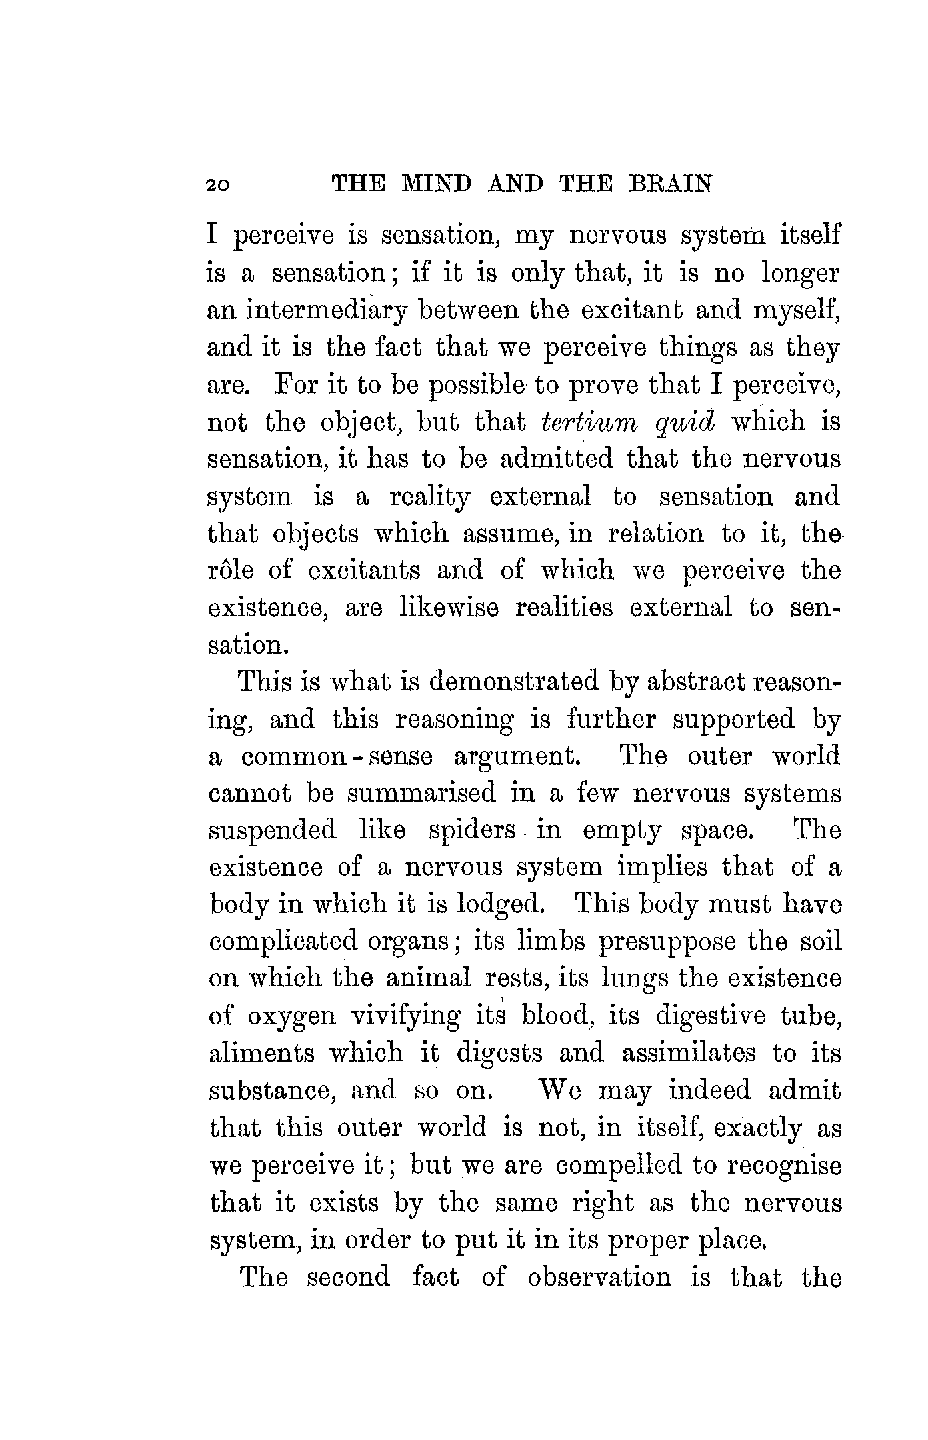 20 THE MIND AND THE BRAIN
I perceive is sensation, my nervous system itself
is a sensation; if it is only that, it is no longer
an intermediary between the excitant and myself,
and it is the fact that we perceive things as they
are. For it to be possible to prove that I perceive,
not the object, but that tertium quid which is
sensation, it has to be admitted that the nervous
system is a reality external to sensation and
that objects which assume, in relation to it, the
rôle of excitants and of which we perceive the
existence, are likewise realities external to sen-
sation.
This is what is demonstrated by abstract reason-
ing, and this reasoning is further supported by
a common-sense argument. The outer world
cannot be summarised in a few nervous systems
suspended like spiders in empty space. The
existence of a nervous system implies that of a
body in which it is lodged. This body must have
complicated organs; its limbs presuppose the soil
on which the animal rests, its lungs the existence
of oxygen vivifying its blood, its digestive tube,
aliments which it digests and assimilates to its
substance, and so on. We may indeed admit
that this outer world is not, in itself, exactly as
we perceive it; but we are compelled to recognise
that it exists by the same right as the nervous
system, in order to put it in its proper place.
The second fact of observation is that the